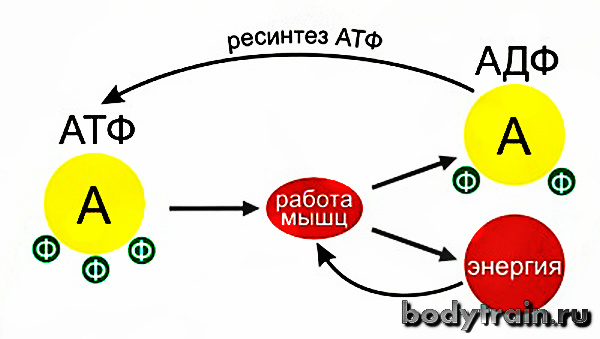 ресинтез АТФ
АДФ
АТФ
А
Ф Ф
А
Ф Ф Ф
работа
мышц
энергия
bodytrain.ru